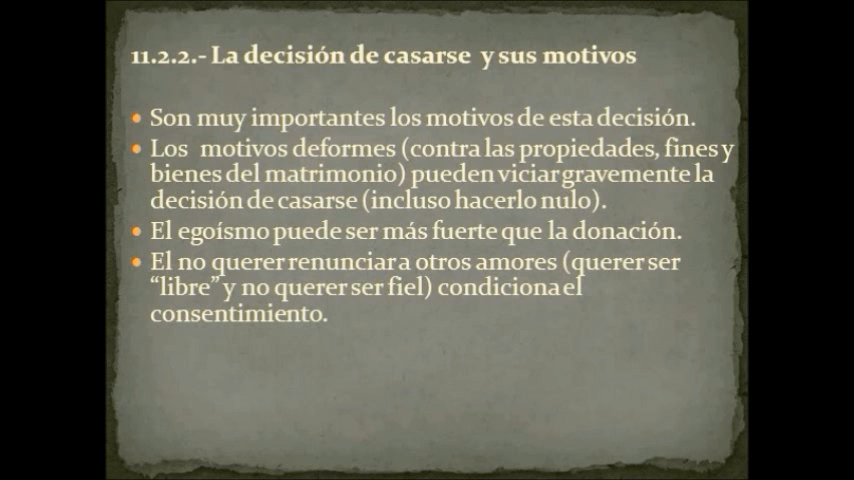 11.2.2.- La decisión de casarse y sus motivos
• Son muy importantes los motivos de esta decisión.
• Los motivos deformes (contra las propiedades, fines y
bienes del matrimonio) pueden viciar gravemente la
decisión de casarse (incluso hacerlo nulo).
• El egoísmo puede ser más fuerte que la donación.
• El no querer renunciar a otros amores (querer ser
“libre” y no querer ser fiel) condiciona el
consentimiento.